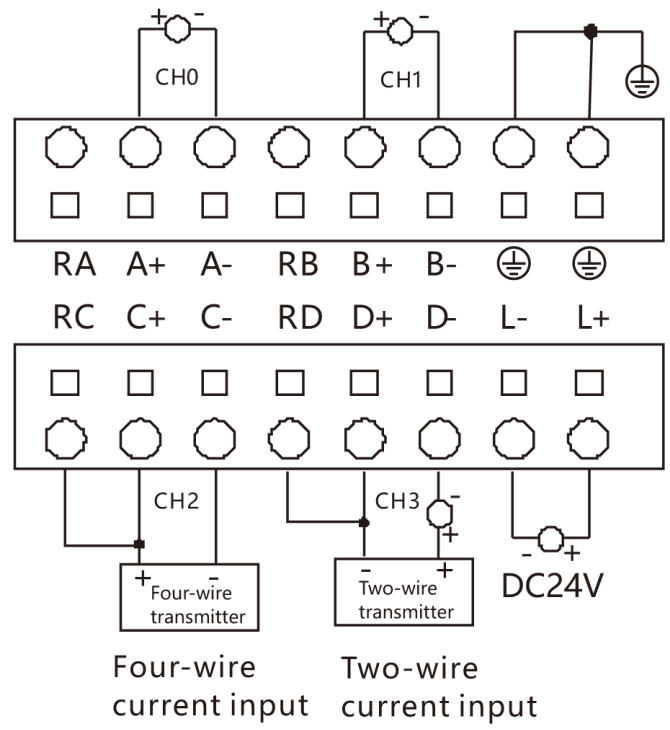 + -
CH0
+ -
CH1
RA A+ A- RB B+ B-
RC C+ C- RD D+ D- L- L+
CH2
CH3
-
+
- +
DC24V
+ -
Four-wire
transmitter
- +
Two-wire
transmitter
Four-wire
current input
Two-wire
current input